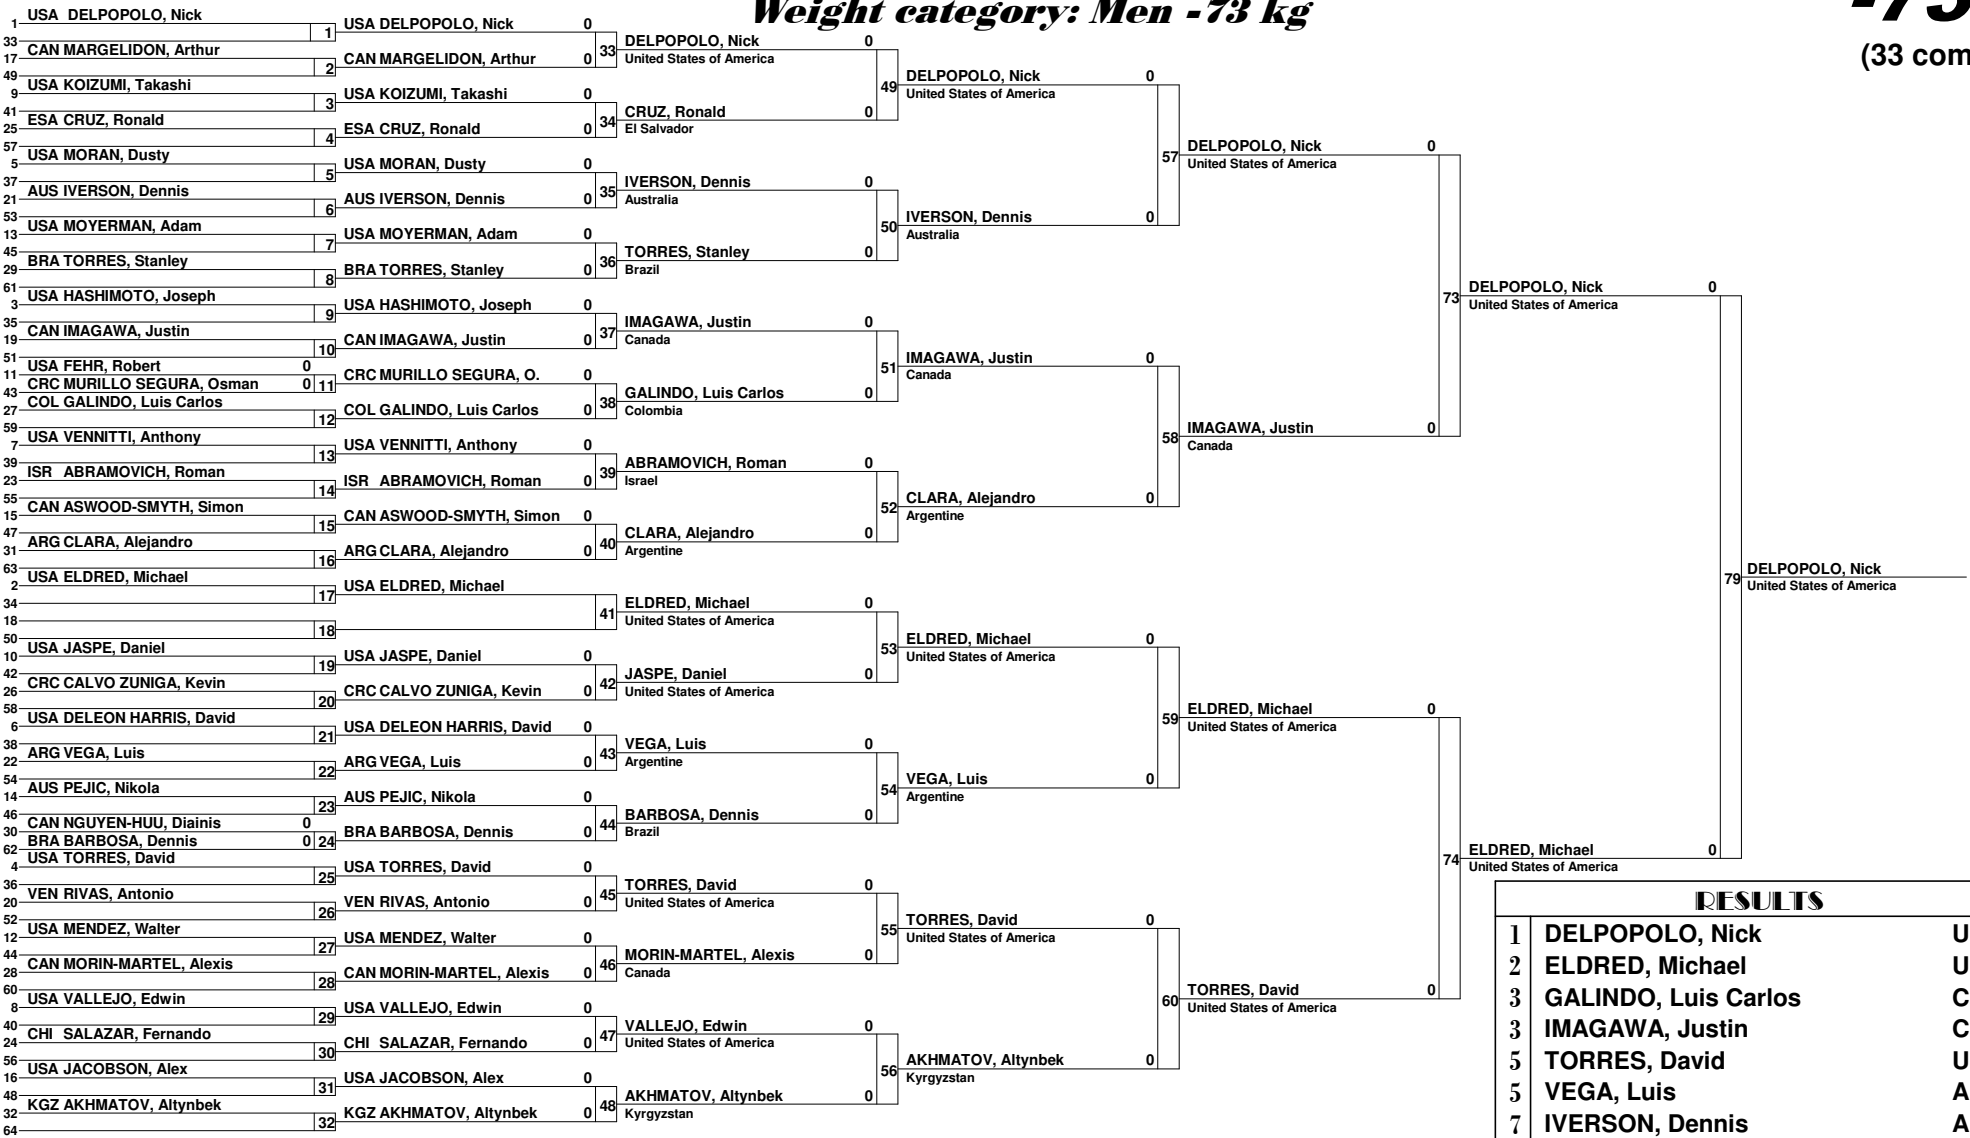 Weight category: Men -73 kg
-73
(33 com
1 USA DELPOPOLO, Nick
33 1
17 CAN MARGELIDON, Arthur
49 2
9 USA KOIZUMI, Takashi
41 3
25 ESA CRUZ, Ronald
57 4
5 USA MORAN, Dusty
37 5
21 AUS IVERSON, Dennis
53 6
13 USA MOYERMAN, Adam
45 7
29 BRA TORRES, Stanley
61 8
3 USA HASHIMOTO, Joseph
35 9
19 CAN IMAGAWA, Justin
51 10
11 USA FEHR, Robert 0
43 CRC MURILLO SEGURA, Osman 0 11
27 COL GALINDO, Luis Carlos
59 12
7 USA VENNITTI, Anthony
39 13
23 ISR ABRAMOVICH, Roman
55 14
15 CAN ASWOOD-SMYTH, Simon
47 15
31 ARG CLARA, Alejandro
63 16
2 USA ELDRED, Michael
34 17
18
50 18
10 USA JASPE, Daniel
42 19
26 CRC CALVO ZUNIGA, Kevin
58 20
6 USA DELEON HARRIS, David
38 21
22 ARG VEGA, Luis
54 22
14 AUS PEJIC, Nikola
46 23
30 CAN NGUYEN-HUU, Diainis 0
62 BRA BARBOSA, Dennis 0 24
4 USA TORRES, David
36 25
20 VEN RIVAS, Antonio
52 26
12 USA MENDEZ, Walter
44 27
28 CAN MORIN-MARTEL, Alexis
60 28
8 USA VALLEJO, Edwin
40 29
24 CHI SALAZAR, Fernando
56 30
16 USA JACOBSON, Alex
48 31
32 KGZ AKHMATOV, Altynbek
64 32
USA DELPOPOLO, Nick 0
CAN MARGELIDON, Arthur 0 33
USA KOIZUMI, Takashi 0
ESA CRUZ, Ronald 0 34
USA MORAN, Dusty 0
AUS IVERSON, Dennis 0 35
USA MOYERMAN, Adam 0
BRA TORRES, Stanley 0 36
USA HASHIMOTO, Joseph 0
CAN IMAGAWA, Justin 0 37
CRC MURILLO SEGURA, O. 0
COL GALINDO, Luis Carlos 0 38
USA VENNITTI, Anthony 0
ISR ABRAMOVICH, Roman 0 39
CAN ASWOOD-SMYTH, Simon 0
ARG CLARA, Alejandro 0 40
USA ELDRED, Michael
41
USA JASPE, Daniel 0
CRC CALVO ZUNIGA, Kevin 0 42
USA DELEON HARRIS, David 0
ARG VEGA, Luis 0 43
AUS PEJIC, Nikola 0
BRA BARBOSA, Dennis 0 44
USA TORRES, David 0
VEN RIVAS, Antonio 0 45
USA MENDEZ, Walter 0
CAN MORIN-MARTEL, Alexis 0 46
USA VALLEJO, Edwin 0
CHI SALAZAR, Fernando 0 47
USA JACOBSON, Alex 0
KGZ AKHMATOV, Altynbek 0 48
DELPOPOLO, Nick 0
United States of America
49
CRUZ, Ronald 0
El Salvador
IVERSON, Dennis 0
Australia
50
TORRES, Stanley 0
Brazil
IMAGAWA, Justin 0
Canada
51
GALINDO, Luis Carlos 0
Colombia
ABRAMOVICH, Roman 0
Israel
52
CLARA, Alejandro 0
Argentine
ELDRED, Michael 0
United States of America
53
JASPE, Daniel 0
United States of America
VEGA, Luis 0
Argentine
54
BARBOSA, Dennis 0
Brazil
TORRES, David 0
United States of America
55
MORIN-MARTEL, Alexis 0
Canada
VALLEJO, Edwin 0
United States of America
56
AKHMATOV, Altynbek 0
Kyrgyzstan
DELPOPOLO, Nick 0
United States of America
57
IVERSON, Dennis 0
Australia
IMAGAWA, Justin 0
Canada
58
CLARA, Alejandro 0
Argentine
ELDRED, Michael 0
United States of America
59
VEGA, Luis 0
Argentine
TORRES, David 0
United States of America
60
AKHMATOV, Altynbek 0
Kyrgyzstan
DELPOPOLO, Nick 0
United States of America
73
IMAGAWA, Justin 0
Canada
ELDRED, Michael 0
United States of America
74
TORRES, David 0
United States of America
DELPOPOLO, Nick 0
United States of America
79
ELDRED, Michael 0
United States of America
DELPOPOLO, Nick
United States of America
RESULTS
1 DELPOPOLO, Nick U
2 ELDRED, Michael U
3 GALINDO, Luis Carlos C
3 IMAGAWA, Justin C
5 TORRES, David U
5 VEGA, Luis A
7 IVERSON, Dennis A